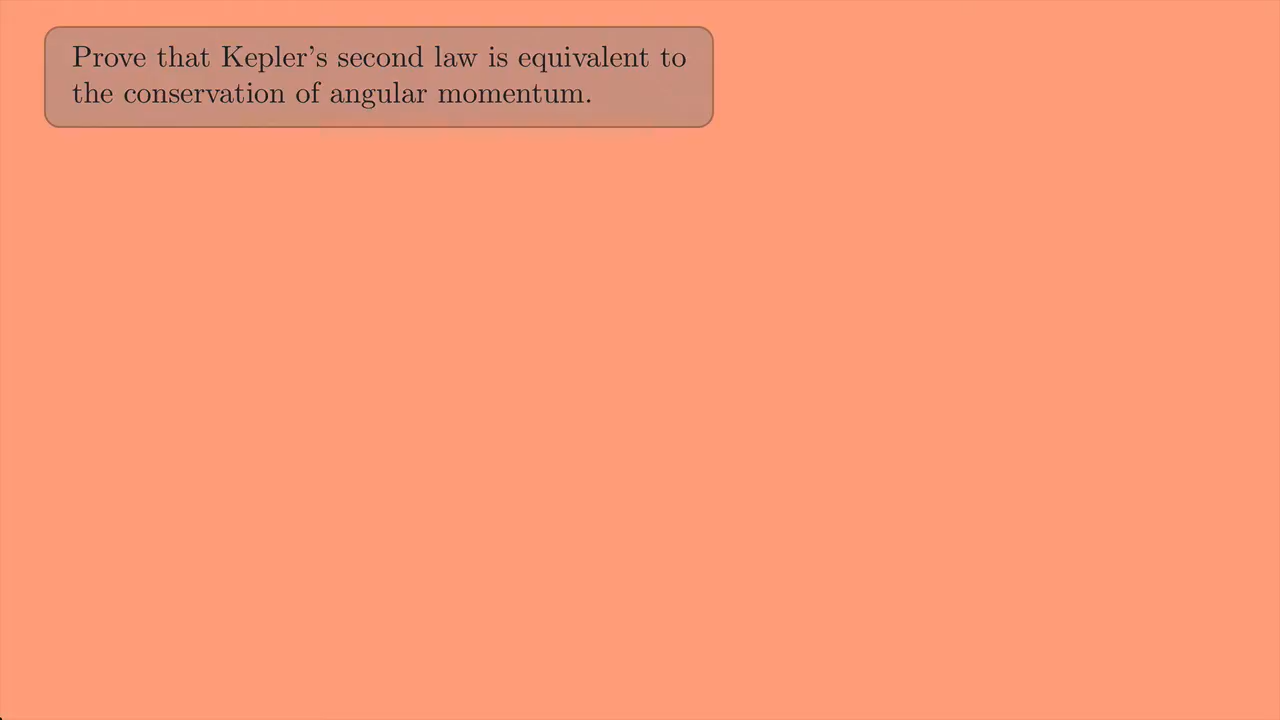 Prove that Kepler's second law is equivalent to
the conservation of angular momentum.